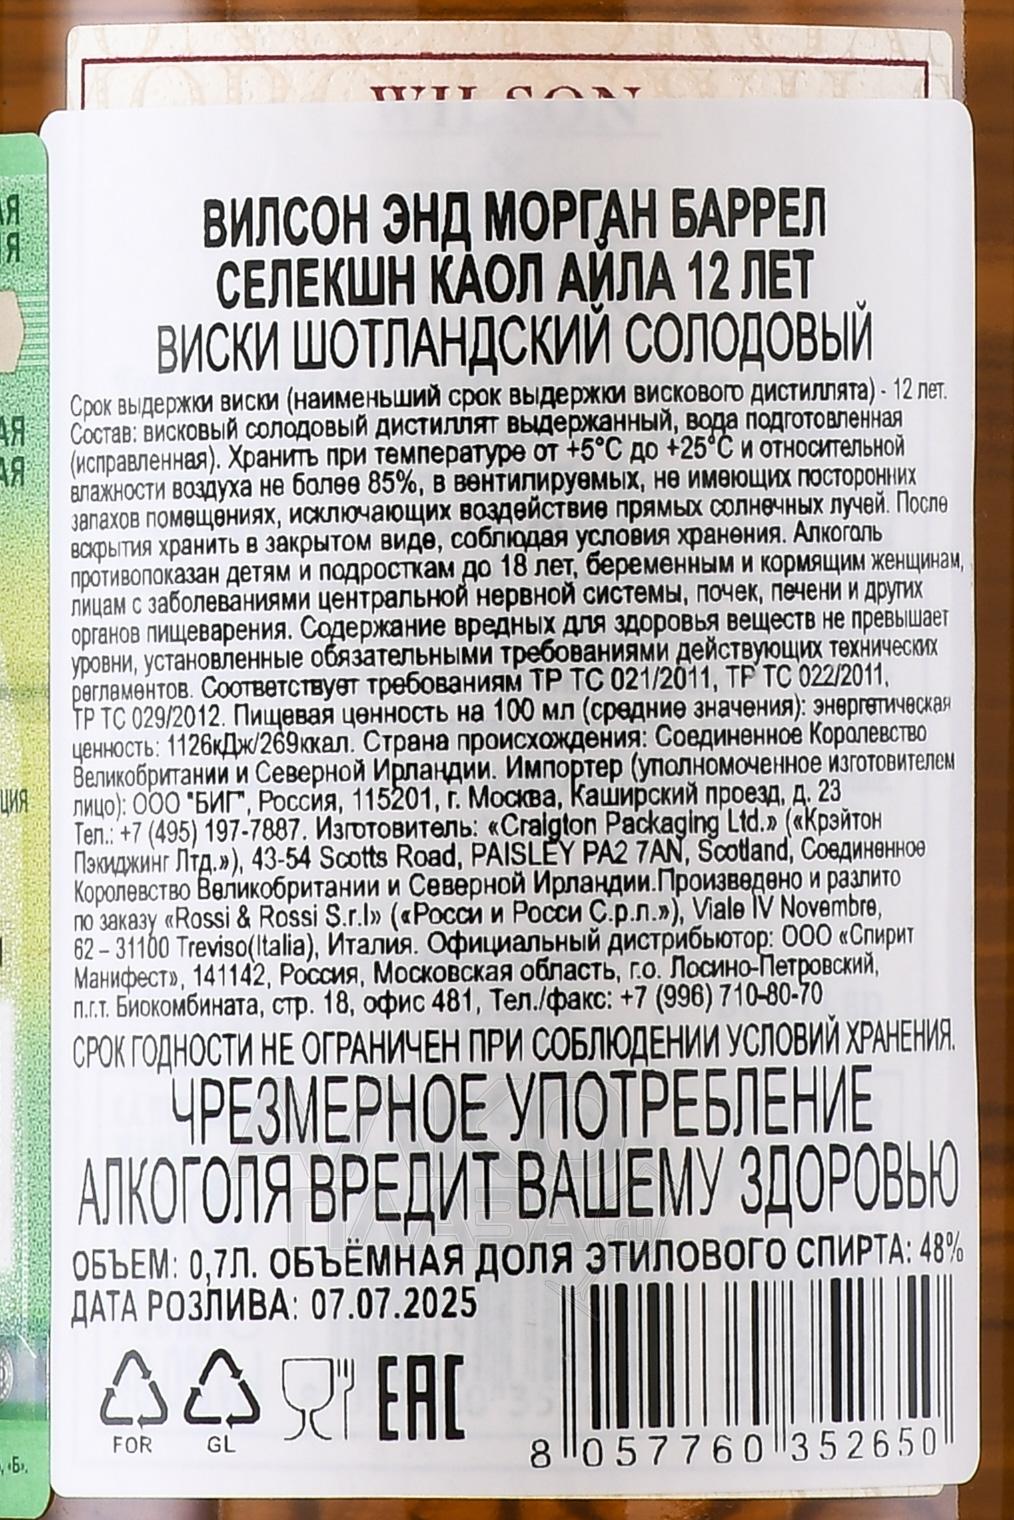 WILSON
ВИЛСОН ЭНД МОРГАН БАРРЕЛ
СЕЛЕКШН КАОЛ АЙЛА 12 ЛЕТ
ВИСКИ ШОТЛАНДСКИЙ СОЛОДОВЫЙ
Срок выдержки виски (наименьший срок выдержки вискового дистиллята) - 12 лет.
Состав: висковый солодовый дистиллят выдержанный, вода подготовленная
(исправленная). Хранить при температуре от +5°С до +25°С и относительной
влажности воздуха не более 85%, в вентилируемых, не имеющих посторонних
запахов помещениях, исключающих воздействие прямых солнечных лучей. После
вскрытия хранить в закрытом виде, соблюдая условия хранения. Алкоголь
противопоказан детям и подросткам до 18 лет, беременным и кормящим женщинам,
лицам с заболеваниями центральной нервной системы, почек, печени и других
органов пищеварения. Содержание вредных для здоровья веществ не превышает
уровни, установленные обязательными требованиями действующих технических
регламентов. Соответствует требованиям ТР ТС 021/2011, ТР ТС 022/2011,
ТР ТС 029/2012. Пищевая ценность на 100 мл (средние значения): энергетическая
ценность: 1126кДж/269ккал. Страна происхождения: Соединенное Королевство
Великобритании и Северной Ирландии. Импортер (уполномоченное изготовителем
лицо): ООО "БИГ", Россия, 115201, г. Москва, Каширский проезд, д. 23
Тел.: +7 (495) 197-7887. Изготовитель: «Craigton Packaging Ltd.» («Крэйтон
Пэкиджинг Лтд.»), 43-54 Scotts Road, PAISLEY PA2 7AN, Scotland, Соединенное
Королевство Великобритании и Северной Ирландии.Произведено и разлито
по заказу «Rossi & Rossi S.r.l» («Росси и Росси С.р.л.»), Viale IV Novembre,
62 – 31100 Treviso(Italia), Италия. Официальный дистрибьютор: ООО «Спирит
Манифест», 141142, Россия, Московская область, г.о. Лосино-Петровский,
п.г.т. Биокомбината, стр. 18, офис 481, Тел./факс: +7 (996) 710-80-70
СРОК ГОДНОСТИ НЕ ОГРАНИЧЕН ПРИ СОБЛЮДЕНИИ УСЛОВИЙ ХРАНЕНИЯ.
ЧРЕЗМЕРНОЕ УПОТРЕБЛЕНИЕ
АЛКОГОЛЯ ВРЕДИТ ВАШЕМУ ЗДОРОВЬЮ
ОБЪЕМ: 0,7Л. ОБЪЁМНАЯ ДОЛЯ ЭТИЛОВОГО СПИРТА: 48%
ДАТА РОЗЛИВА: 07.07.2025
FOR GL EAC
8 057760 352650